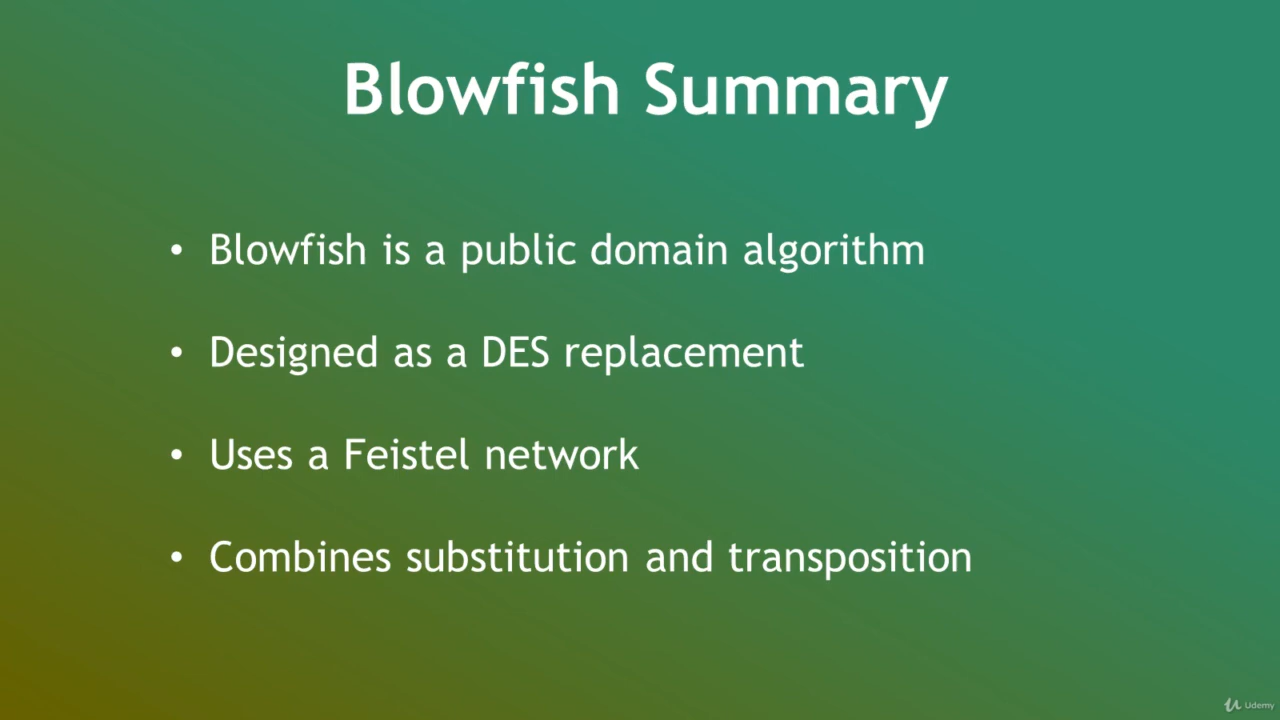 Blowfish Summary
• Blowfish is a public domain algorithm
• Designed as a DES replacement
• Uses a Feistel network
• Combines substitution and transposition
Udemy